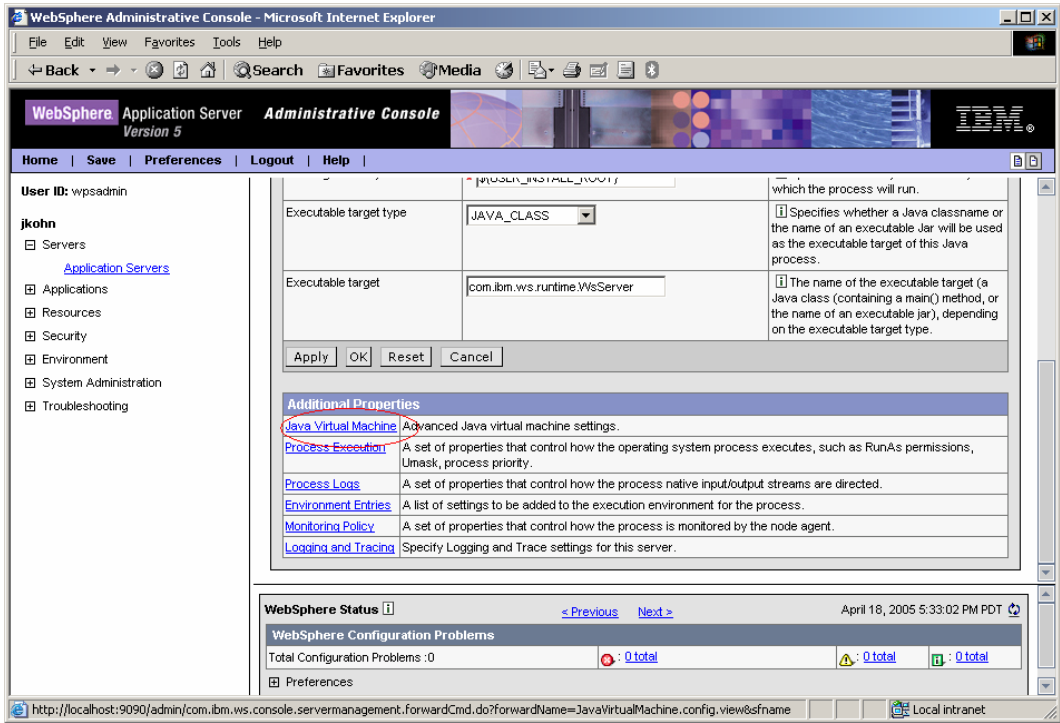 WebSphere Administrative Console - Microsoft Internet Explorer
File Edit View Favorites Tools Help
Back Search Favorites Media
WebSphere Application Server Administrative Console
Version 5
IBM
Home | Save | Preferences | Logout | Help |
User ID: wpsadmin
jkohn
Servers
Application Servers
Applications
Resources
Security
Environment
System Administration
Troubleshooting
${USER_INSTALL_ROOT}
which the process will run.
Executable target type
JAVA_CLASS
Specifies whether a Java classname or
the name of an executable Jar will be used
as the executable target of this Java
process.
Executable target
com.ibm.ws.runtime.WsServer
The name of the executable target (a
Java class (containing a main() method, or
the name of an executable jar), depending
on the executable target type.
Apply OK Reset Cancel
Additional Properties
Java Virtual Machine Advanced Java virtual machine settings.
Process Execution A set of properties that control how the operating system process executes, such as RunAs permissions,
Umask, process priority.
Process Logs A set of properties that control how the process native input/output streams are directed.
Environment Entries A list of settings to be added to the execution environment for the process.
Monitoring Policy A set of properties that control how the process is monitored by the node agent.
Logging and Tracing Specify Logging and Trace settings for this server.
WebSphere Status i < Previous Next > April 18, 2005 5:33:02 PM PDT
WebSphere Configuration Problems
Total Configuration Problems :0 : 0 total : 0 total : 0 total
Preferences
http://localhost:9090/admin/com.ibm.ws.console.servermanagement.forwardCmd.do?forwardName=JavaVirtualMachine.config.view&sfname Local intranet